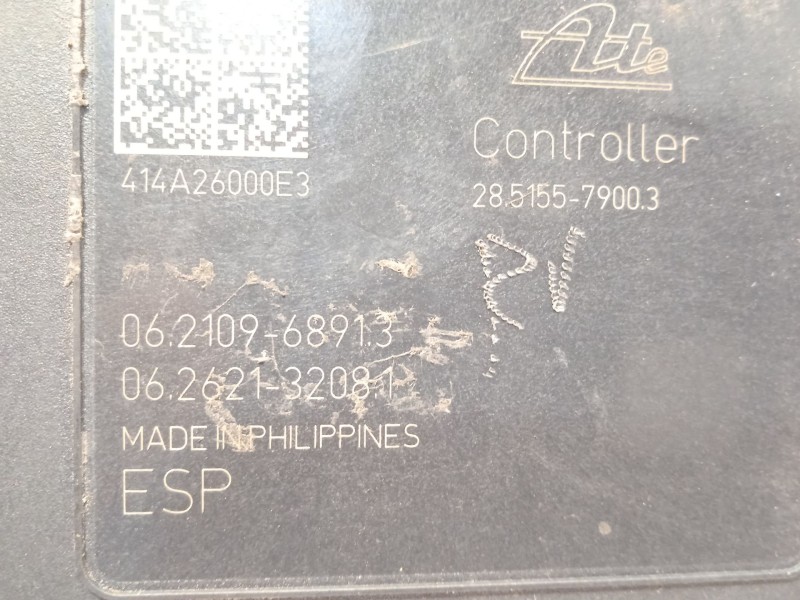 Ate
414A26000E3
Controller
28.5155-7900.3
06.2109-6891.3
06.2621-3208.1
MADE IN PHILIPPINES
ESP